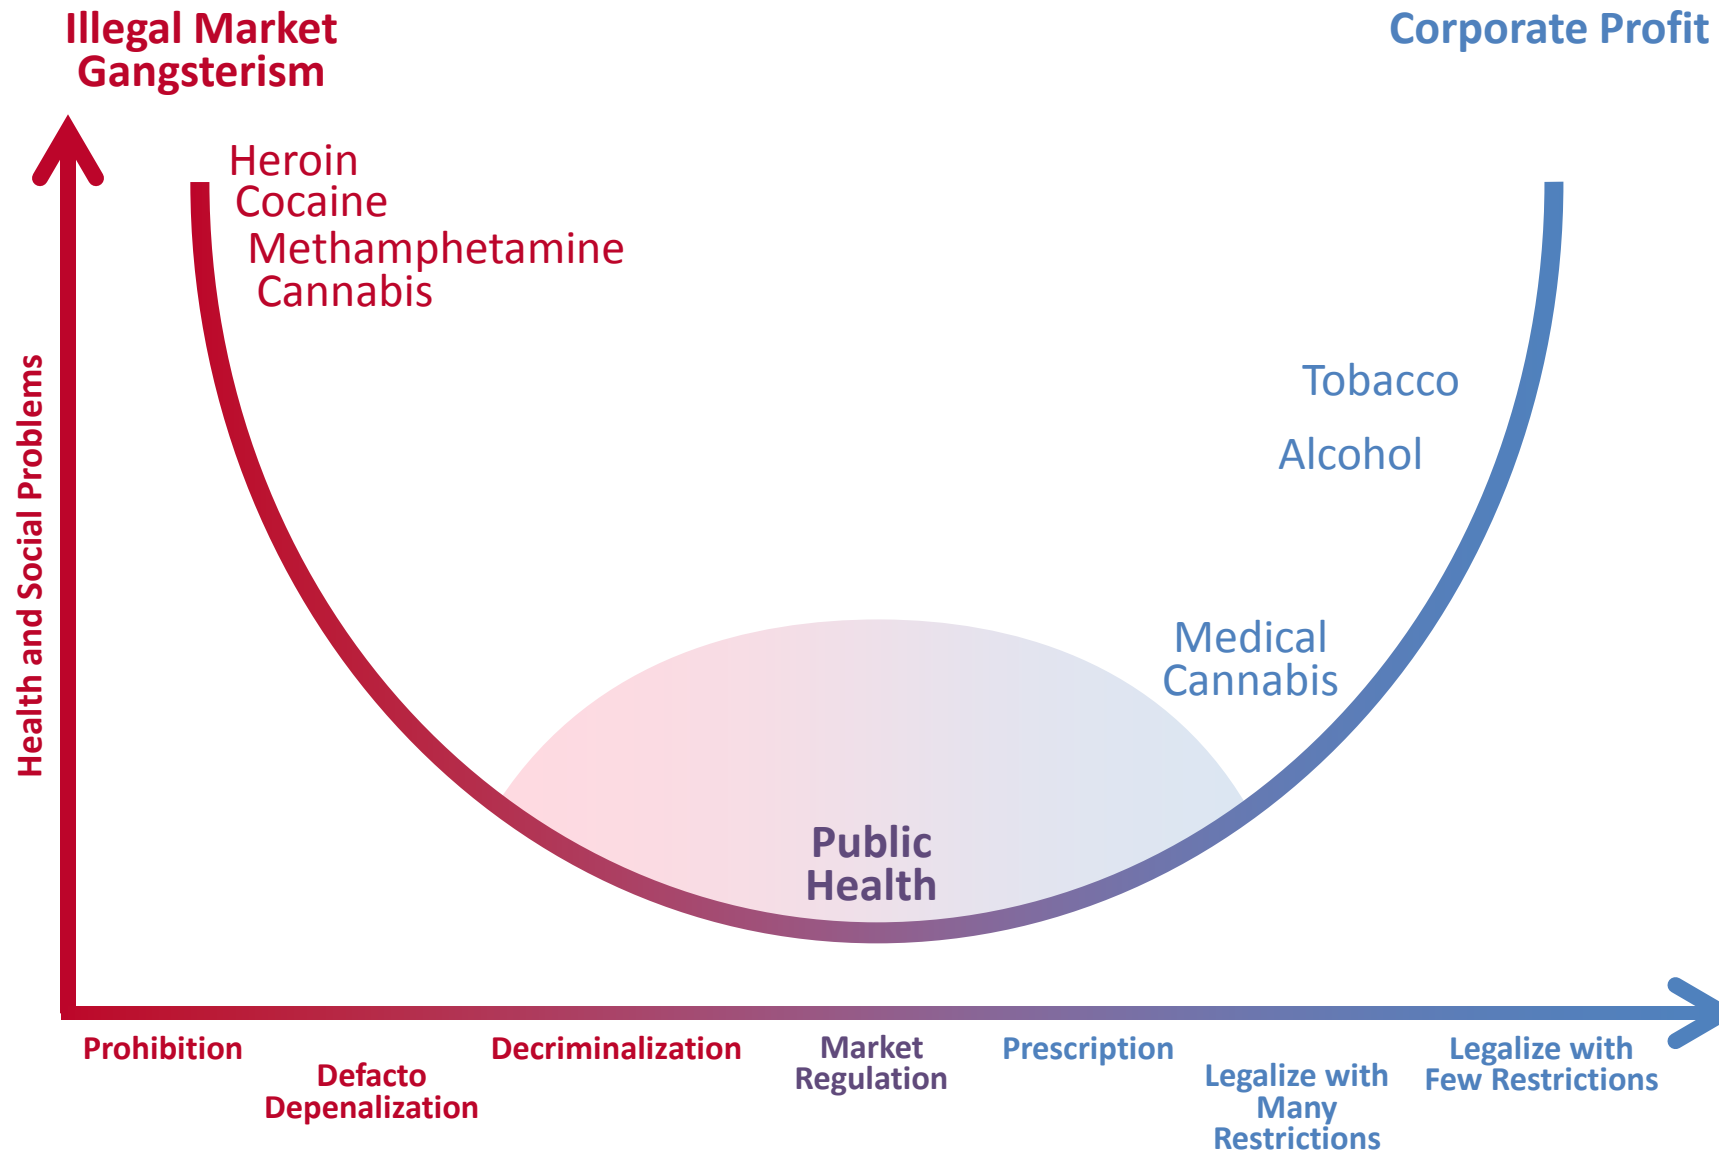 Illegal Market
Gangsterism
Corporate Profit
Heroin
Cocaine
Methamphetamine
Cannabis
Tobacco
Alcohol
Medical
Cannabis
Public
Health
Health and Social Problems
Prohibition
Defacto
Depenalization
Decriminalization
Market
Regulation
Prescription
Legalize with
Many
Restrictions
Legalize with
Few Restrictions